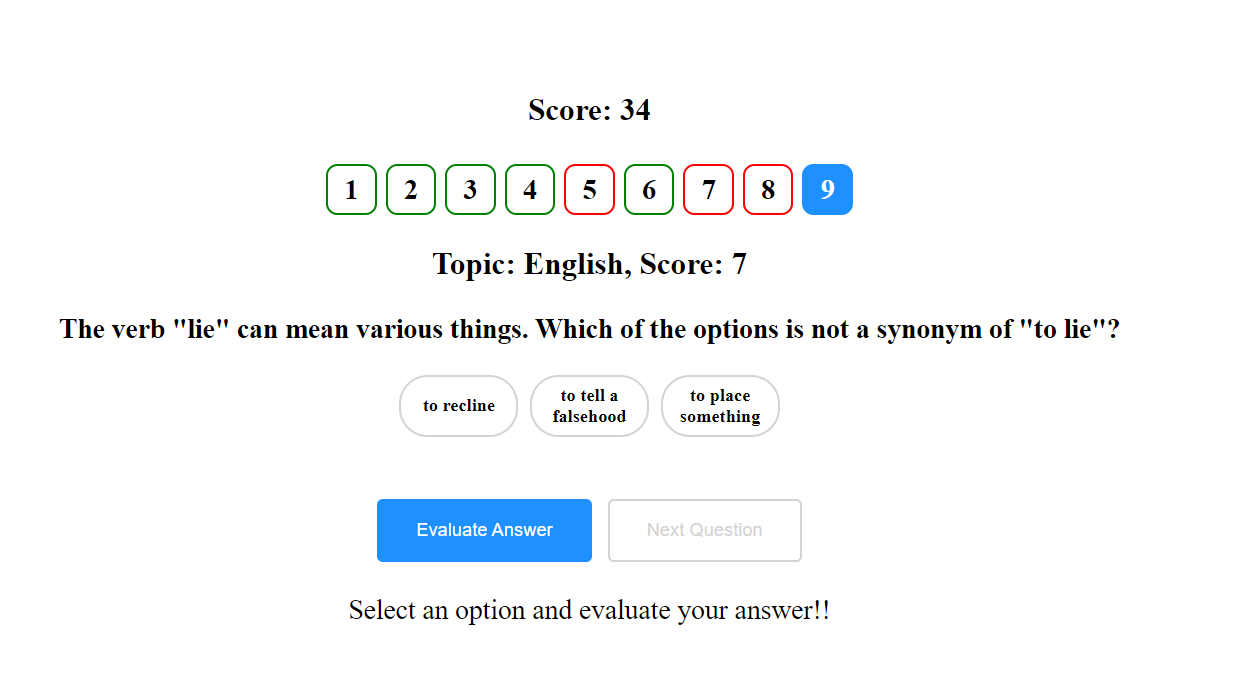 Score: 34
1 2 3 4 5 6 7 8 9
Topic: English, Score: 7
The verb "lie" can mean various things. Which of the options is not a synonym of "to lie"?
to recline
to tell a
falsehood
to place
something
Evaluate Answer
Next Question
Select an option and evaluate your answer!!